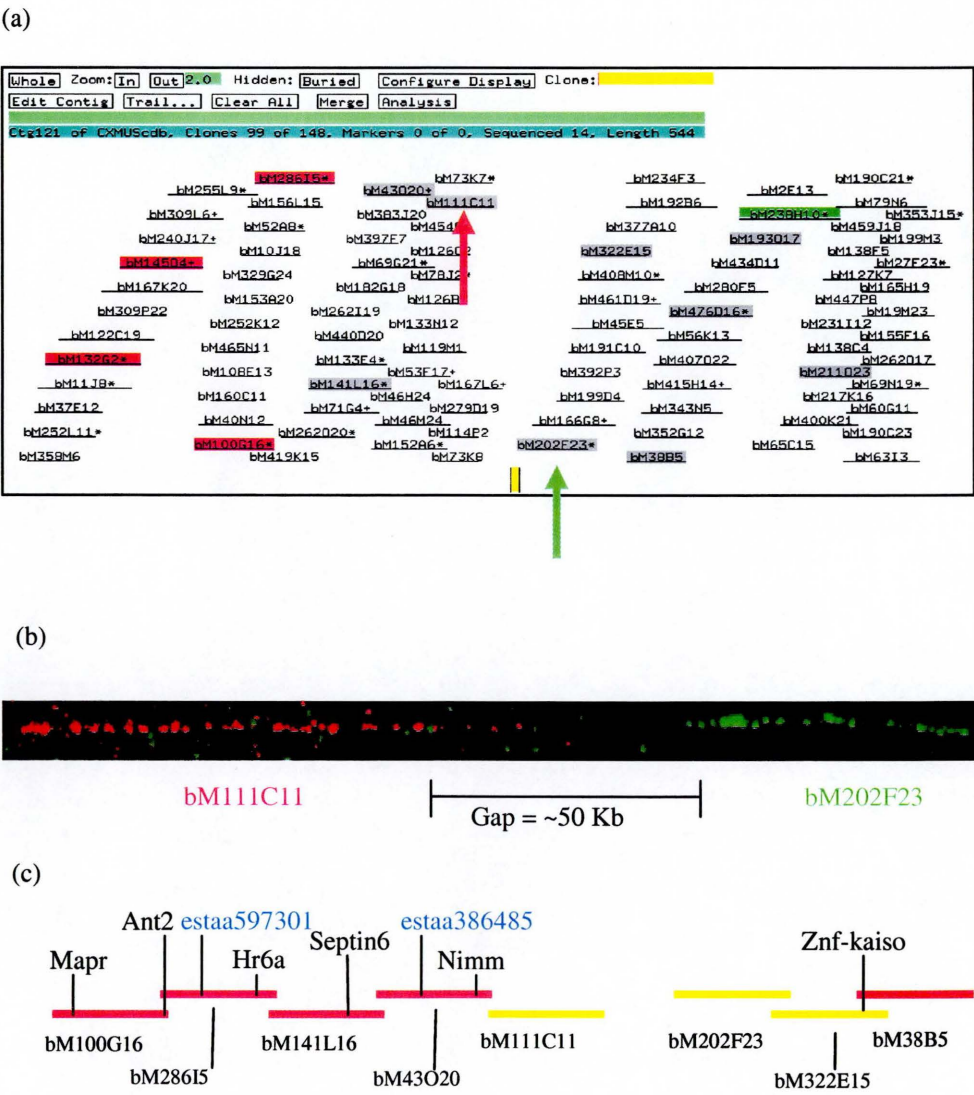 (a)
Whole Zoom: In Out 2.0 Hidden: Buried Configure Display Clone:
Edit Contig Trail... Clear All Merge Analysis
Ctg121 of CXMUScdb, Clones 99 of 148, Markers 0 of 0, Sequenced 14, Length 544
bM286I5* bM73K7* bM234F3 bM190C21*
bM255L9* bM43O20+ bM2E13
bM156L15 bM111C11 bM192B6 bM79N6
bM309L6+ bM383J20 bM238H10* bM353J15*
bM52A8* bM454 bM377A10 bM459J18
bM240J17+ bM397F7 bM193O17 bM199M3
bM10J18 bM126 bM322E15 bM138F5
bM145O4+ bM69G21* bM434D11 bM27F23*
bM329G24 bM78J2* bM408M10* bM127K7
bM167K20 bM182G18 bM280F5 bM165H19
bM153A20 bM126B bM461D19+ bM447P8
bM309P22 bM262I19 bM476D16* bM19M23
bM252K12 bM133N12 bM45E5 bM231I12
bM122C19 bM440D20 bM56K13 bM155F16
bM465N11 bM119M1 bM191C10 bM138C4
bM132G2* bM133E4* bM407O22 bM262O17
bM108E13 bM53F17+ bM392P3 bM211O23
bM11J8* bM141L16* bM167L6+ bM415H14+ bM69N19*
bM160C11 bM46H24 bM199D4 bM217K16
bM37E12 bM71G4+ bM279D19 bM343N5 bM60G11
bM40N12 bM46M24 bM166G8+ bM400K21
bM252L11* bM262O20* bM114P2 bM352G12 bM190C23
bM100G16* bM152A6* bM202F23* bM65C15
bM358M6 bM419K15 bM73K8 bM38B5 bM63I3
(b)
bM111C11 bM202F23
Gap = ~50 Kb
(c)
Ant2 estaa597301 estaa386485
Septin6 Znf-kaiso
Mapr Hr6a Nimm
bM100G16 bM141L16 bM111C11 bM202F23 bM38B5
bM286I5 bM43O20 bM322E15